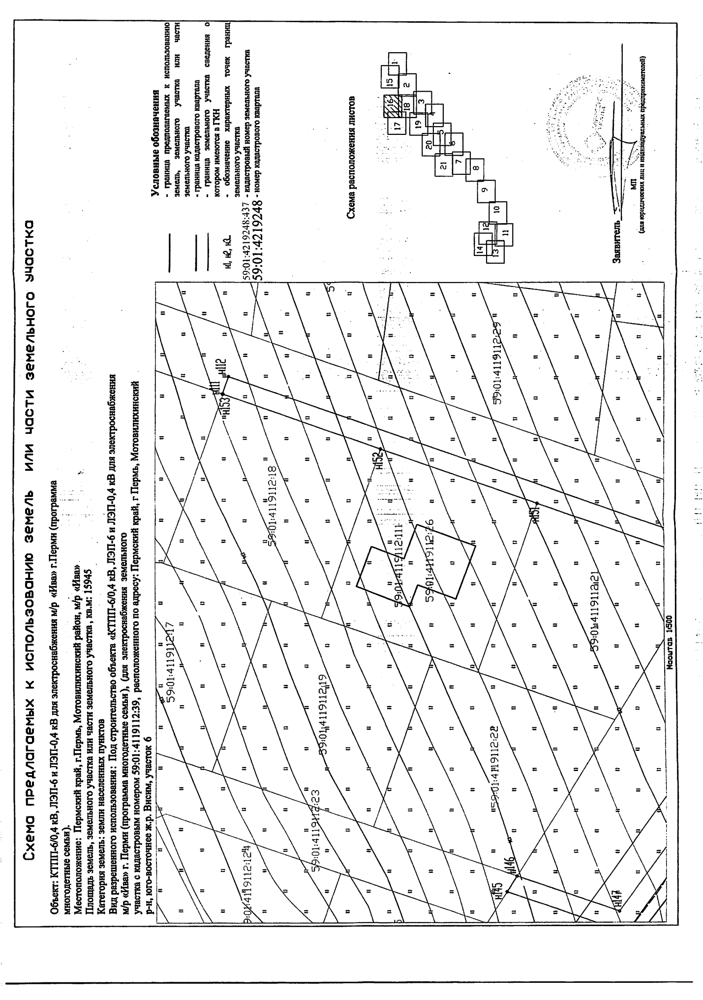 Схема предлагаемых к использованию земель или части земельного участка
Объект: КТПП-6/0,4 кВ, ЛЭП-6 и ЛЭП-0,4 кВ для электроснабжения м/р «Ива» г.Перми (программа
многодетные семьи).
Местоположение: Пермский край, г.Пермь, Мотовилихинский район, м/р «Ива»
Площадь земель, земельного участка или части земельного участка , кв.м: 15945
Категория земель: земли населенных пунктов
Вид разрешенного использования : Под строительство объекта «КТПП-6/0,4 кВ, ЛЭП-6 и ЛЭП-0,4 кВ для электроснабжения
м/р «Ива» г. Перми (программа многодетные семьи ), (для электроснабжения земельного
участка с кадастровым номером 59:01:4119112:39, расположенного по адресу: Пермский край, г Пермь, Мотовилихинский
р-н, юго-восточнее ж.р. Висим, участок 6
Условные обозначения
- граница предполагаемых к использованию
земель, земельного участка или части
земельного участка
- граница кадастрового квартала
- граница земельного участка сведения о
котором имеются в ГКН
н1, н2, н3... - обозначение характерных точек границ
земельного участка
59:01:4219248:437 - кадастровый номер земельного участка
59:01:4219248 - номер кадастрового квартала
Схема расположения листов
1
15
2
16
18
3
17
19
4
5
20
6
21
7
8
9
10
12
11
14
13
Заявитель
МП
(для юридических лиц и индивидуальных предпринимателей)
59:01:4119112:17
н111
н112
н153
59:01:4119112:18
59:01:4119112:19
59:01:4119112:23
9:01:4119112:124
н152
59:01:4119112:111
59:01:4119112:26
59:01:4119112:29
н151
59:01:4119112:22
59:01:4119112:21
н145
н146
н147
Масштаб 1:500